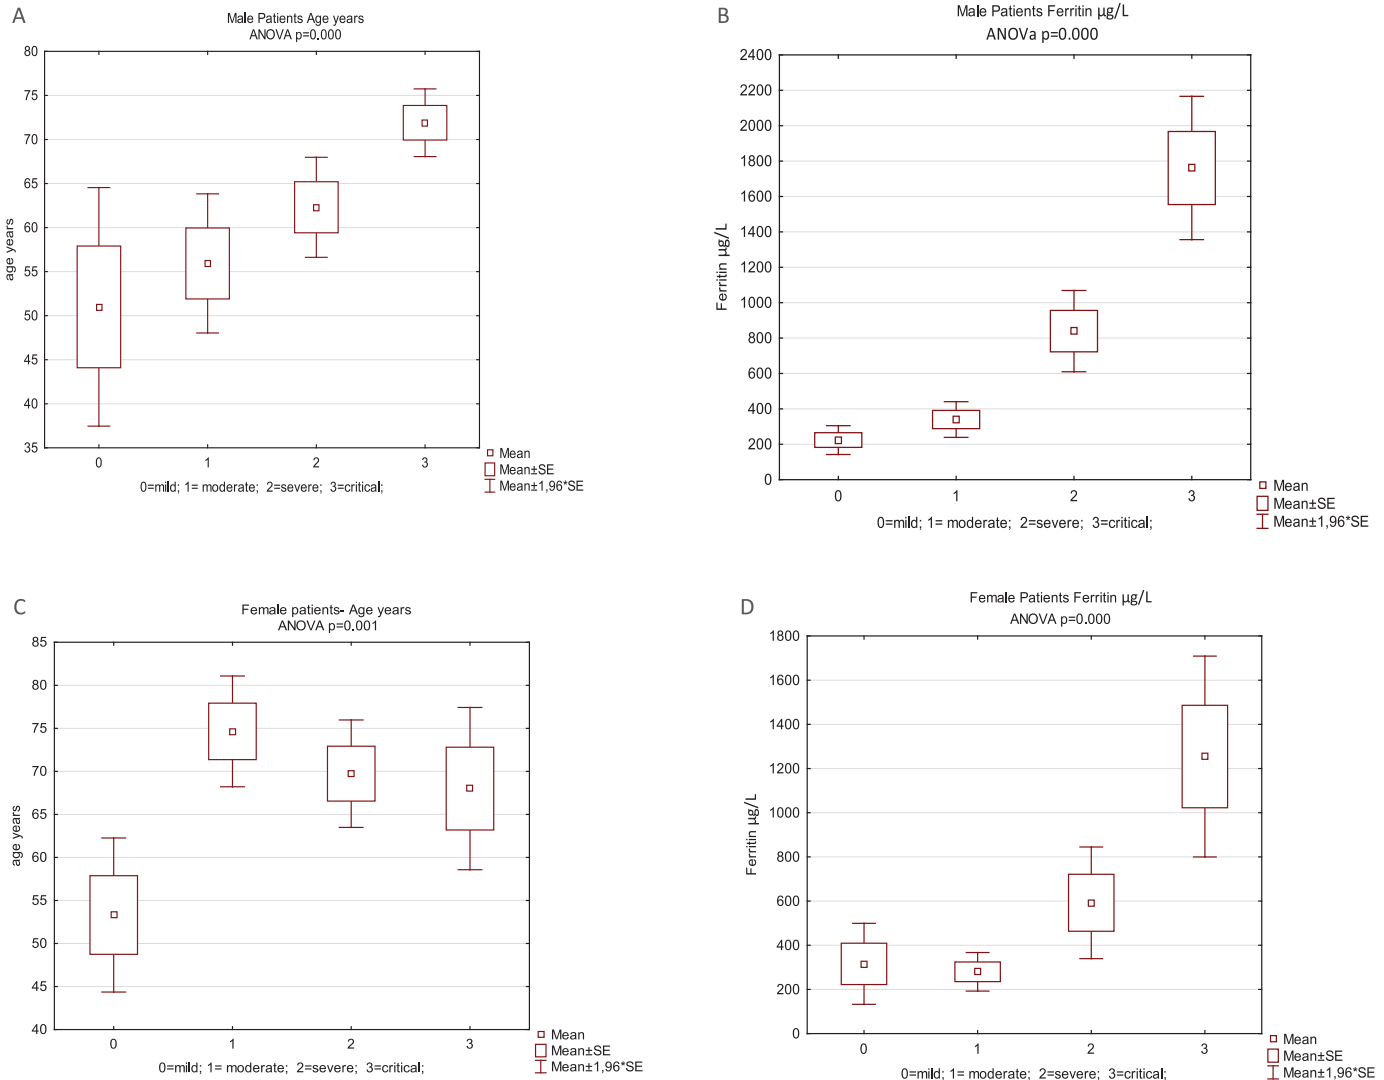 A
Male Patients Age years
ANOVA p=0.000
80
75
70
65
60
55
50
45
40
35
age years
0 1 2 3
0=mild; 1= moderate; 2=severe; 3=critical;
Mean
Mean±SE
Mean±1,96*SE
B
Male Patients Ferritin µg/L
ANOVa p=0.000
2400
2200
2000
1800
1600
1400
1200
1000
800
600
400
200
0
Ferritin µg/L
0 1 2 3
0=mild; 1= moderate; 2=severe; 3=critical;
Mean
Mean±SE
Mean±1,96*SE
C
Female patients- Age years
ANOVA p=0.001
85
80
75
70
65
60
55
50
45
40
age years
0 1 2 3
0=mild; 1= moderate; 2=severe; 3=critical;
Mean
Mean±SE
Mean±1,96*SE
D
Female Patients Ferritin µg/L
ANOVA p=0.000
1800
1600
1400
1200
1000
800
600
400
200
0
Ferritin µg/L
0 1 2 3
0=mild; 1= moderate; 2=severe; 3=critical;
Mean
Mean±SE
Mean±1,96*SE